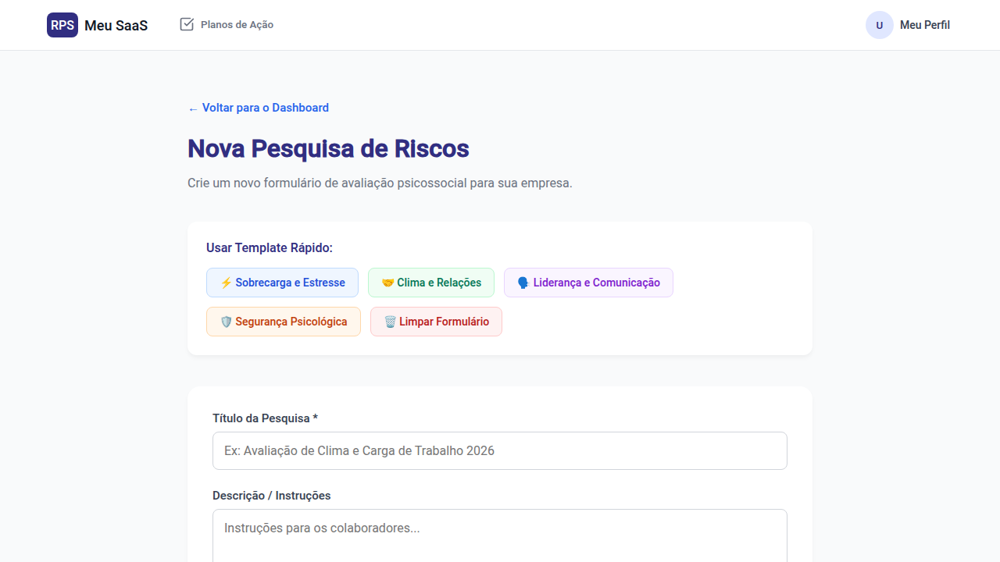 RPS Meu SaaS Planos de Ação U Meu Perfil
← Voltar para o Dashboard
Nova Pesquisa de Riscos
Crie um novo formulário de avaliação psicossocial para sua empresa.
Usar Template Rápido:
⚡ Sobrecarga e Estresse 🤝 Clima e Relações 🗣️ Liderança e Comunicação
🛡️ Segurança Psicológica 🗑️ Limpar Formulário
Título da Pesquisa *
Ex: Avaliação de Clima e Carga de Trabalho 2026
Descrição / Instruções
Instruções para os colaboradores...